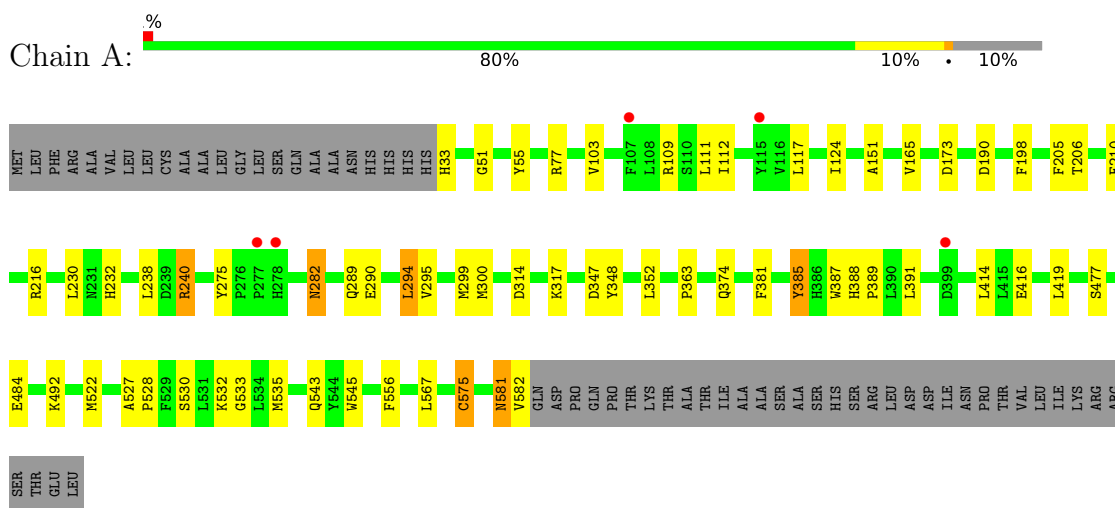 .%
Chain A:
80% 10% • 10%
MET LEU PHE ARG ALA VAL LEU LEU CYS ALA ALA LEU GLY LEU SER GLN ALA ALA ASN HIS HIS HIS HIS H33 G51 Y55 R77 V103 F107 L108 R109 S110 L111 I112 Y115 V116 L117 I124 A151 V165 D173 D190 F198 F205 T206 E210
R216 L230 N231 H232 L238 D239 R240 Y275 P276 P277 H278 N282 Q289 E290 L294 V295 M299 M300 D314 K317 D347 Y348 L352 P363 Q374 F381 Y385 H386 W387 H388 P389 L390 L391 D399 L414 L415 E416 L419 S477
E484 K492 M522 A527 P528 F529 S530 L531 K532 G533 L534 M535 Q543 Y544 W545 F556 L567 C575 N581 V582 GLN ASP PRO GLN PRO THR LYS THR ALA THR ILE ALA ALA SER ALA SER HIS SER ARG LEU ASP ASP ILE ASN PRO THR VAL LEU ILE LYS ARG ARG
SER THR GLU LEU